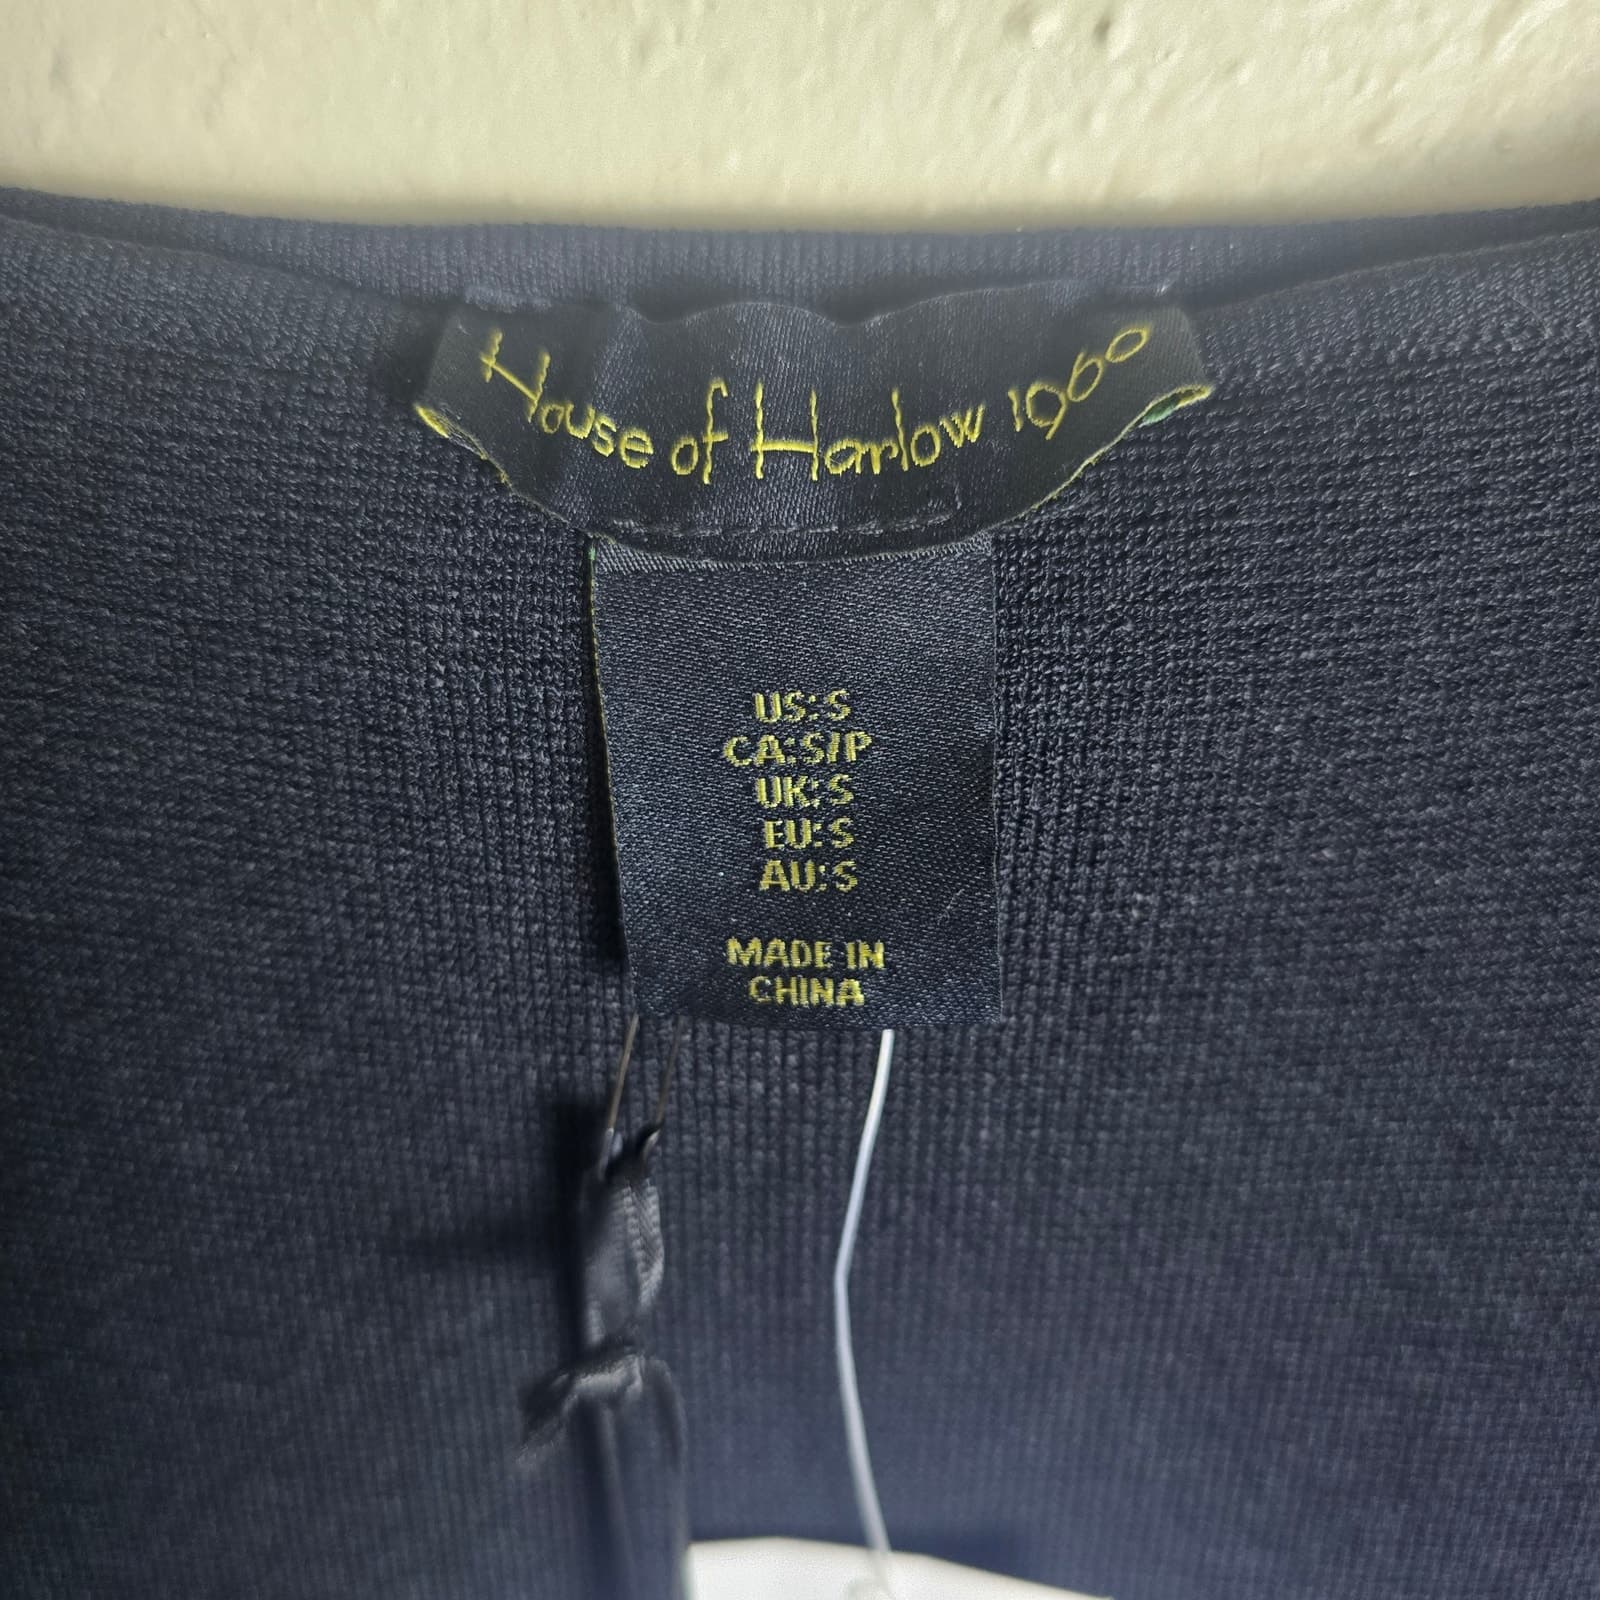 House of Harlow 1960
US: S
CA: S/P
UK: S
EU: S
AU: S
MADE IN
CHINA